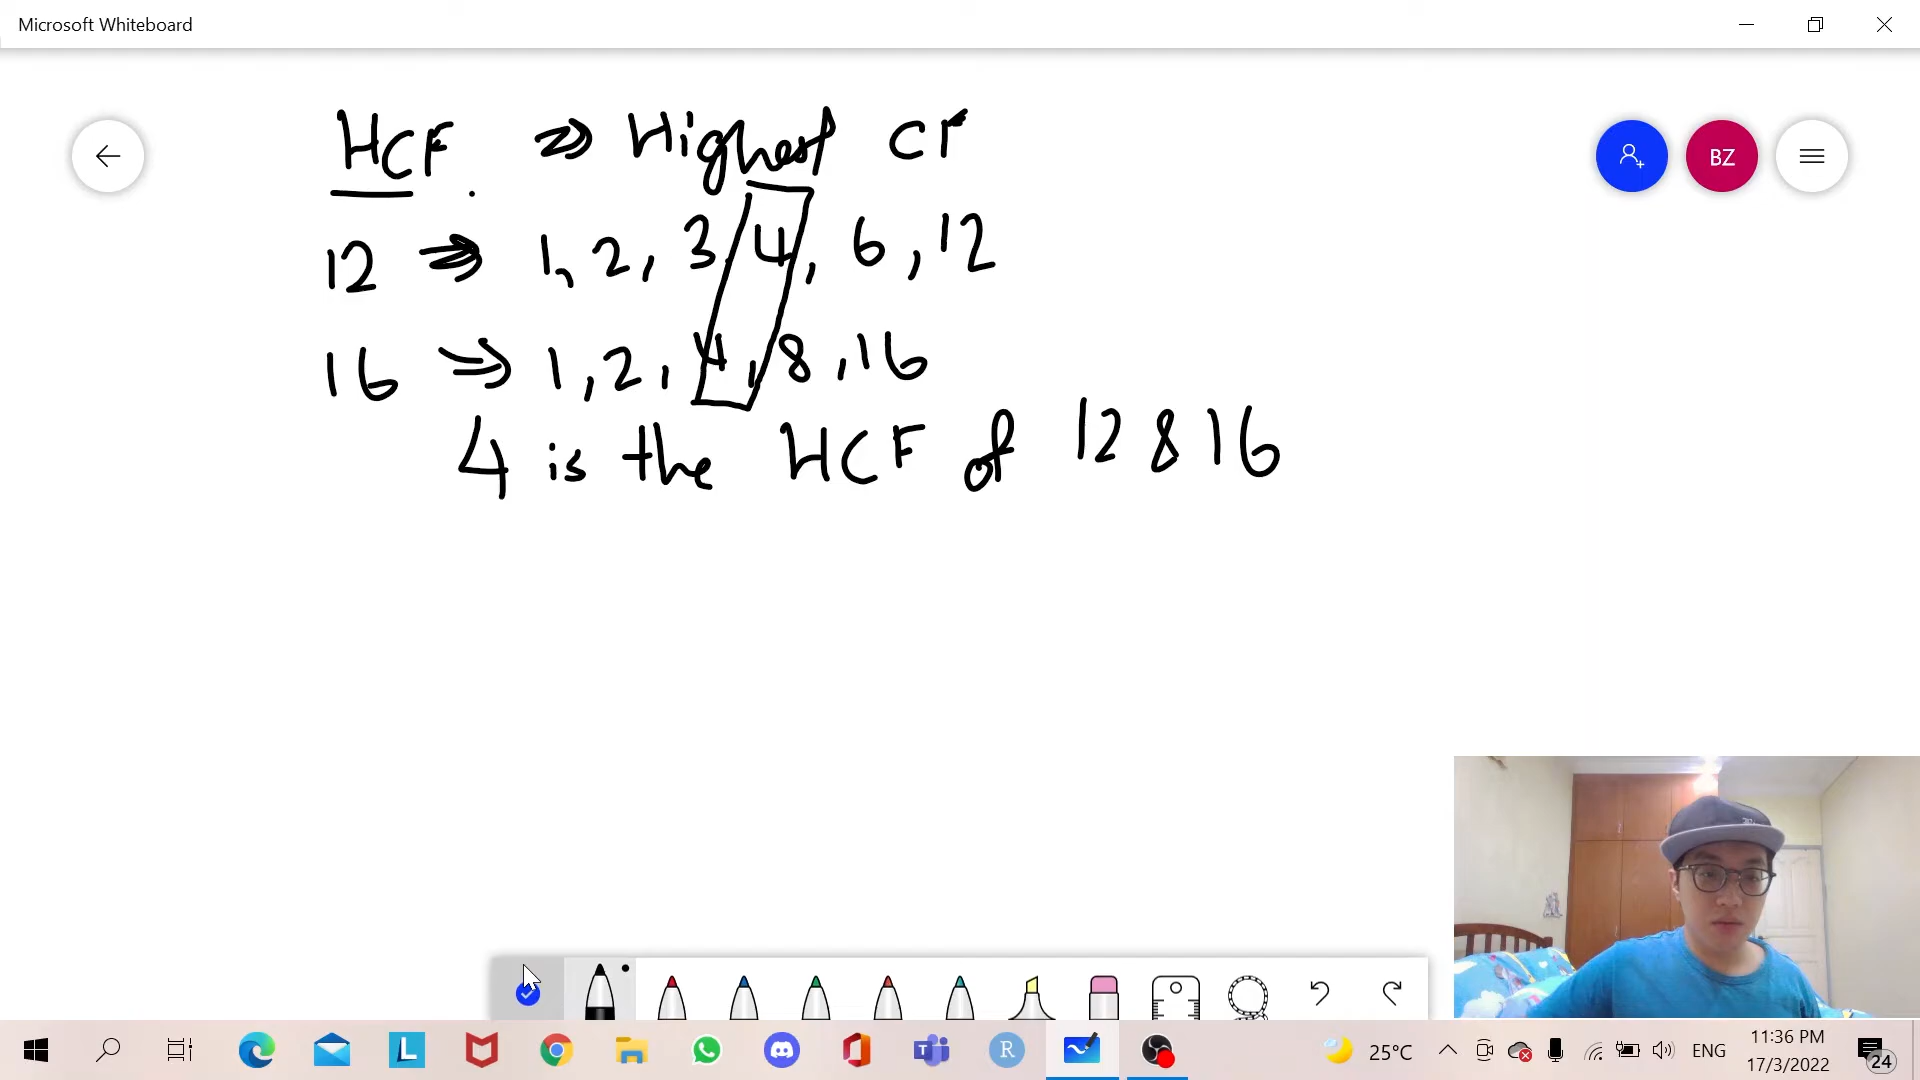 Microsoft Whiteboard
HCF. ⇒ Highest CF
BZ
12 ⇒ 1, 2, 3, 4, 6, 12
16 ⇒ 1, 2, 4, 8, 16
4 is the HCF of 12 & 16
L
R
25°C
ENG
11:36 PM
17/3/2022
24